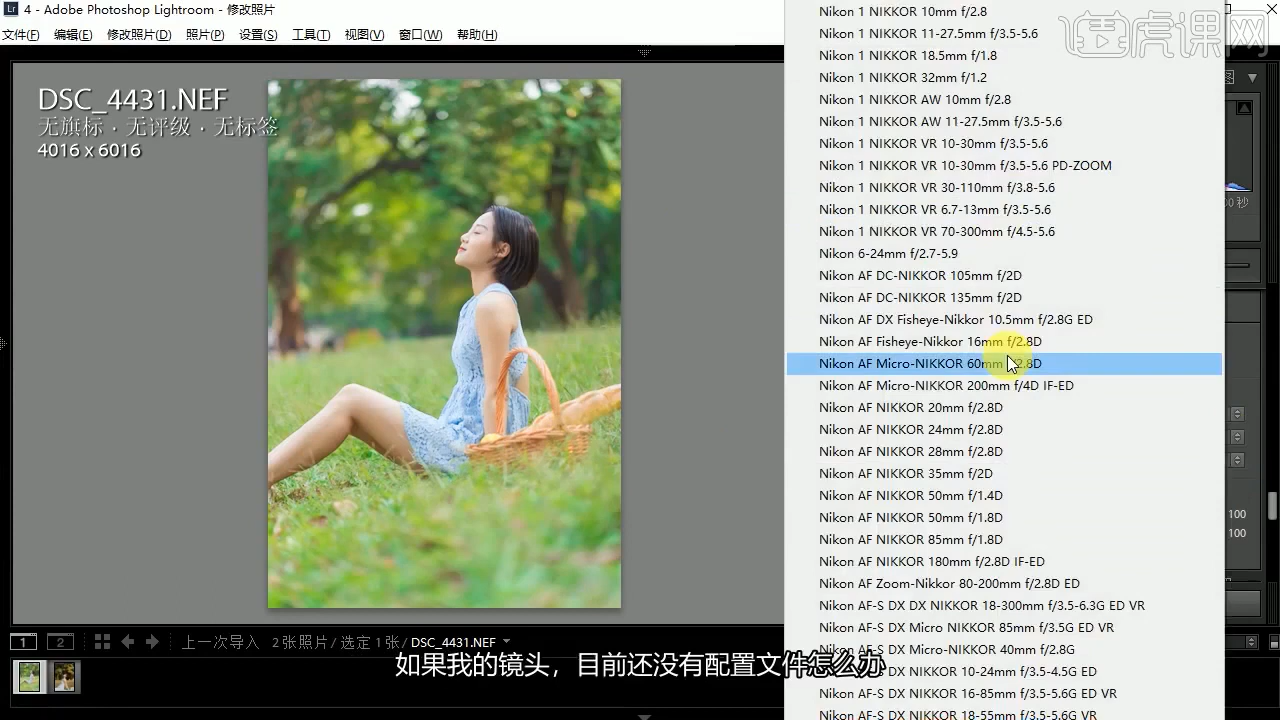 4 - Adobe Photoshop Lightroom - 修改照片
文件(F) 编辑(E) 修改照片(D) 照片(P) 设置(S) 工具(T) 视图(V) 窗口(W) 帮助(H)
虎课网
DSC_4431.NEF
无旗标 . 无评级 . 无标签
4016 x 6016
Nikon 1 NIKKOR 10mm f/2.8
Nikon 1 NIKKOR 11-27.5mm f/3.5-5.6
Nikon 1 NIKKOR 18.5mm f/1.8
Nikon 1 NIKKOR 32mm f/1.2
Nikon 1 NIKKOR AW 10mm f/2.8
Nikon 1 NIKKOR AW 11-27.5mm f/3.5-5.6
Nikon 1 NIKKOR VR 10-30mm f/3.5-5.6
Nikon 1 NIKKOR VR 10-30mm f/3.5-5.6 PD-ZOOM
Nikon 1 NIKKOR VR 30-110mm f/3.8-5.6
Nikon 1 NIKKOR VR 6.7-13mm f/3.5-5.6
Nikon 1 NIKKOR VR 70-300mm f/4.5-5.6
Nikon 6-24mm f/2.7-5.9
Nikon AF DC-NIKKOR 105mm f/2D
Nikon AF DC-NIKKOR 135mm f/2D
Nikon AF DX Fisheye-Nikkor 10.5mm f/2.8G ED
Nikon AF Fisheye-Nikkor 16mm f/2.8D
Nikon AF Micro-NIKKOR 60mm f/2.8D
Nikon AF Micro-NIKKOR 200mm f/4D IF-ED
Nikon AF NIKKOR 20mm f/2.8D
Nikon AF NIKKOR 24mm f/2.8D
Nikon AF NIKKOR 28mm f/2.8D
Nikon AF NIKKOR 35mm f/2D
Nikon AF NIKKOR 50mm f/1.4D
Nikon AF NIKKOR 50mm f/1.8D
Nikon AF NIKKOR 85mm f/1.8D
Nikon AF NIKKOR 180mm f/2.8D IF-ED
Nikon AF Zoom-Nikkor 80-200mm f/2.8D ED
Nikon AF-S DX DX NIKKOR 18-300mm f/3.5-6.3G ED VR
Nikon AF-S DX Micro NIKKOR 85mm f/3.5G ED VR
Nikon AF-S DX Micro-NIKKOR 40mm f/2.8G
Nikon AF-S DX NIKKOR 10-24mm f/3.5-4.5G ED
Nikon AF-S DX NIKKOR 16-85mm f/3.5-5.6G ED VR
Nikon AF-S DX NIKKOR 18-55mm f/3.5-5.6G VR
秒
100
100
1 2 上一次导入 2张照片/ 选定 1张/ DSC_4431.NEF
如果我的镜头，目前还没有配置文件怎么办